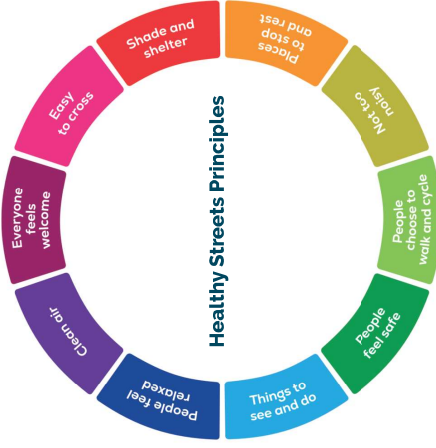 Healthy Streets Principles
Shade and
shelter
Places
to stop
and rest
Not too
noisy
People
choose to
walk and cycle
People
feel safe
Things to
see and do
People feel
relaxed
Clean air
Everyone
feels
welcome
Easy
to cross